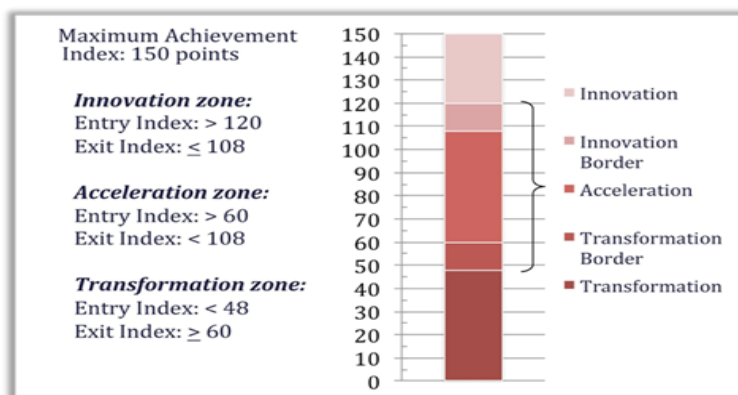 Maximum Achievement
Index: 150 points
Innovation zone:
Entry Index: > 120
Exit Index: ≤ 108
Acceleration zone:
Entry Index: > 60
Exit Index: < 108
Transformation zone:
Entry Index: < 48
Exit Index: ≥ 60
150
140
130
120
110
100
90
80
70
60
50
40
30
20
10
0
Innovation
Innovation
Border
Acceleration
Transformation
Border
Transformation